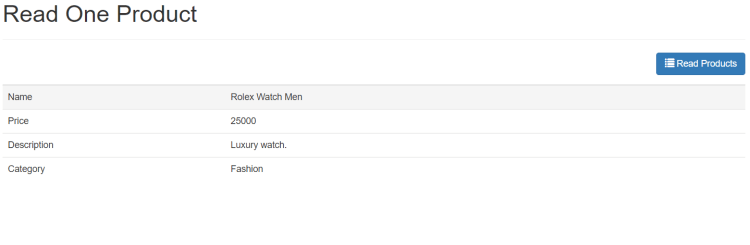 Read One Product
Read Products
Name Rolex Watch Men
Price 25000
Description Luxury watch.
Category Fashion